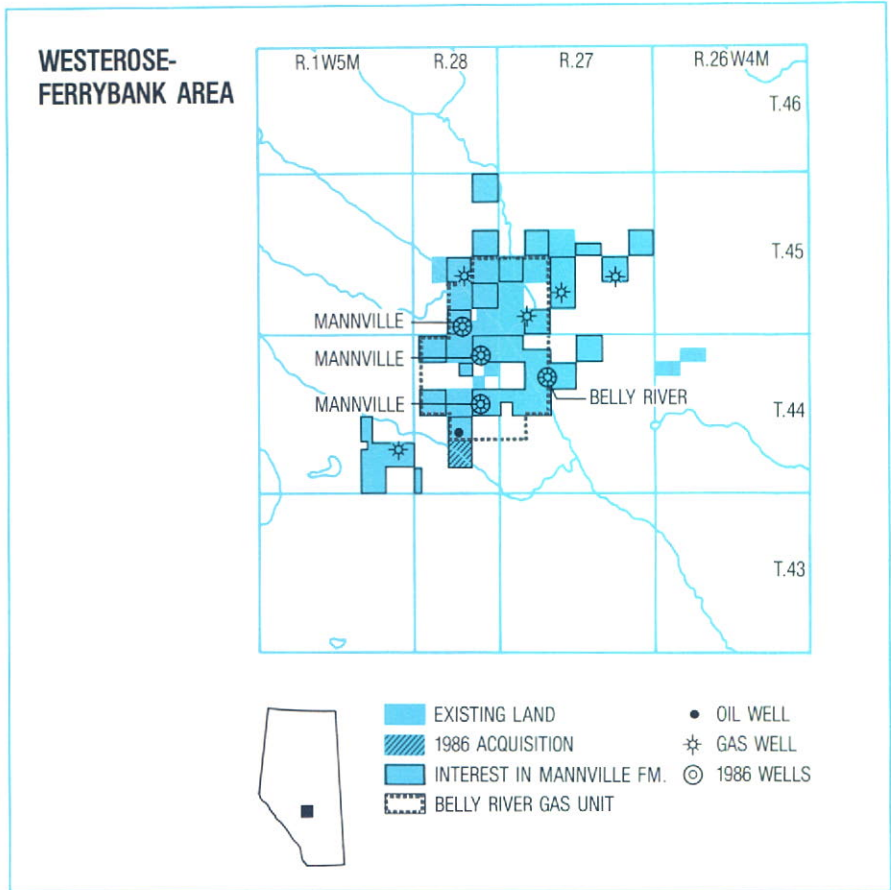 WESTEROSE-
FERRYBANK AREA
R.1W5M R.28 R.27 R.26W4M
T.46
T.45
MANNVILLE
MANNVILLE
MANNVILLE
BELLY RIVER
T.44
T.43
EXISTING LAND
1986 ACQUISITION
INTEREST IN MANNVILLE FM.
BELLY RIVER GAS UNIT
OIL WELL
GAS WELL
1986 WELLS